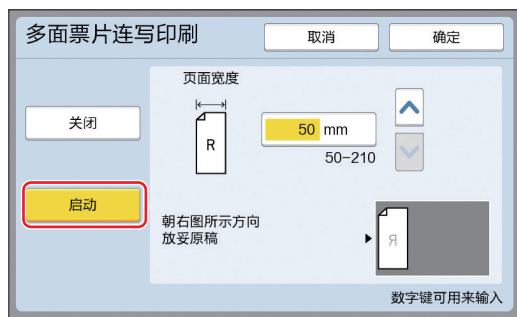 多面票片连写印刷
取消
确定
关闭
启动
页面宽度
R
50 mm
50-210
朝右图所示方向
放妥原稿
R
数字键可用来输入